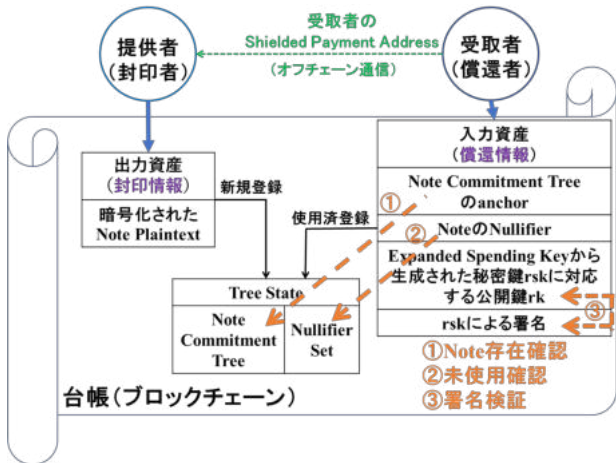 提供者
(封印者)
受取者の
Shielded Payment Address
(オフチェーン通信)
受取者
(償還者)
出力資産
(封印情報)
暗号化された
Note Plaintext
新規登録
使用済登録
入力資産
(償還情報)
Note Commitment Tree
のanchor
NoteのNullifier
Expanded Spending Keyから
生成された秘密鍵rskに対応
する公開鍵rk
rskによる署名
①
②
③
Tree State
Note
Commitment
Tree
Nullifier
Set
①Note存在確認
②未使用確認
③署名検証
台帳(ブロックチェーン)